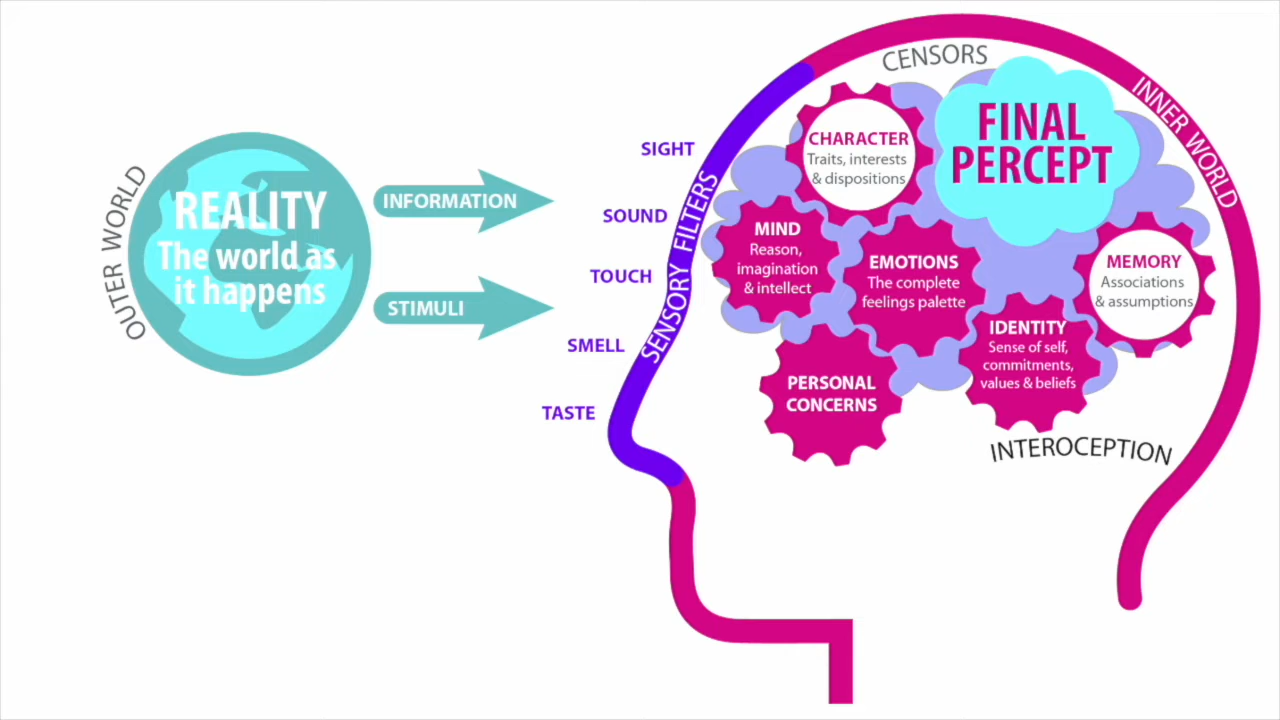 OUTER WORLD
REALITY
The world as
it happens
INFORMATION
STIMULI
SIGHT
SOUND
TOUCH
SMELL
TASTE
SENSORY FILTERS
CENSORS
INNER WORLD
FINAL
PERCEPT
CHARACTER
Traits, interests
& dispositions
MIND
Reason,
imagination
& intellect
EMOTIONS
The complete
feelings palette
MEMORY
Associations
& assumptions
IDENTITY
Sense of self,
commitments,
values & beliefs
PERSONAL
CONCERNS
INTEROCEPTION